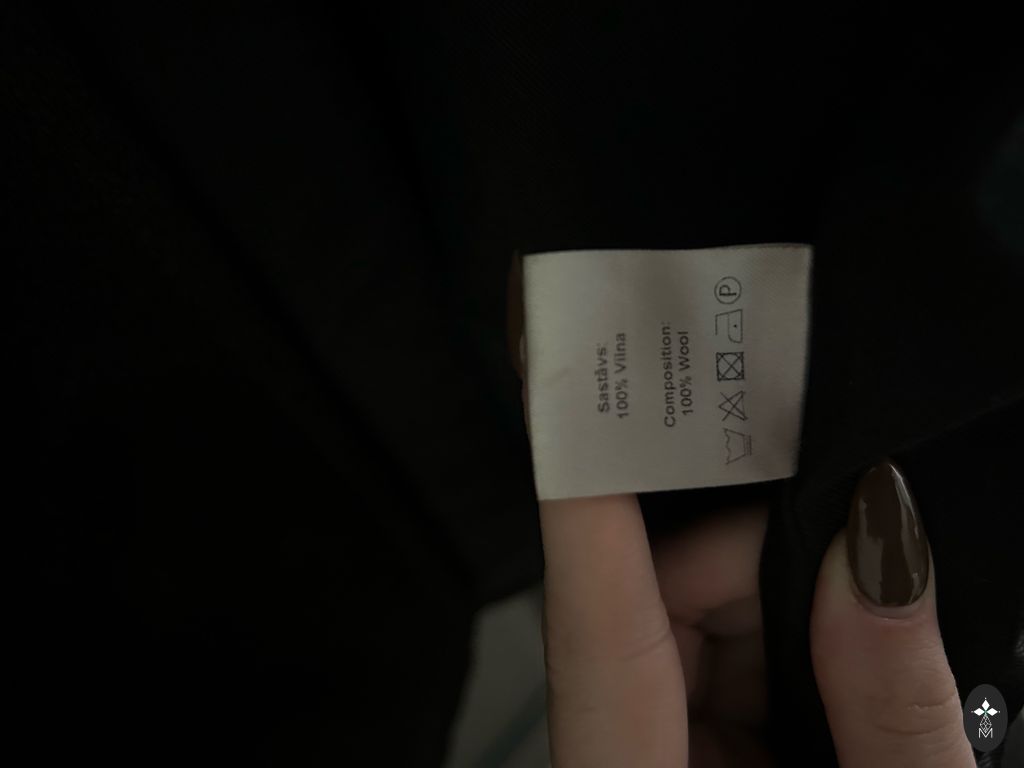 Sastāvs:
100% Vilna
Composition:
100% Wool
P